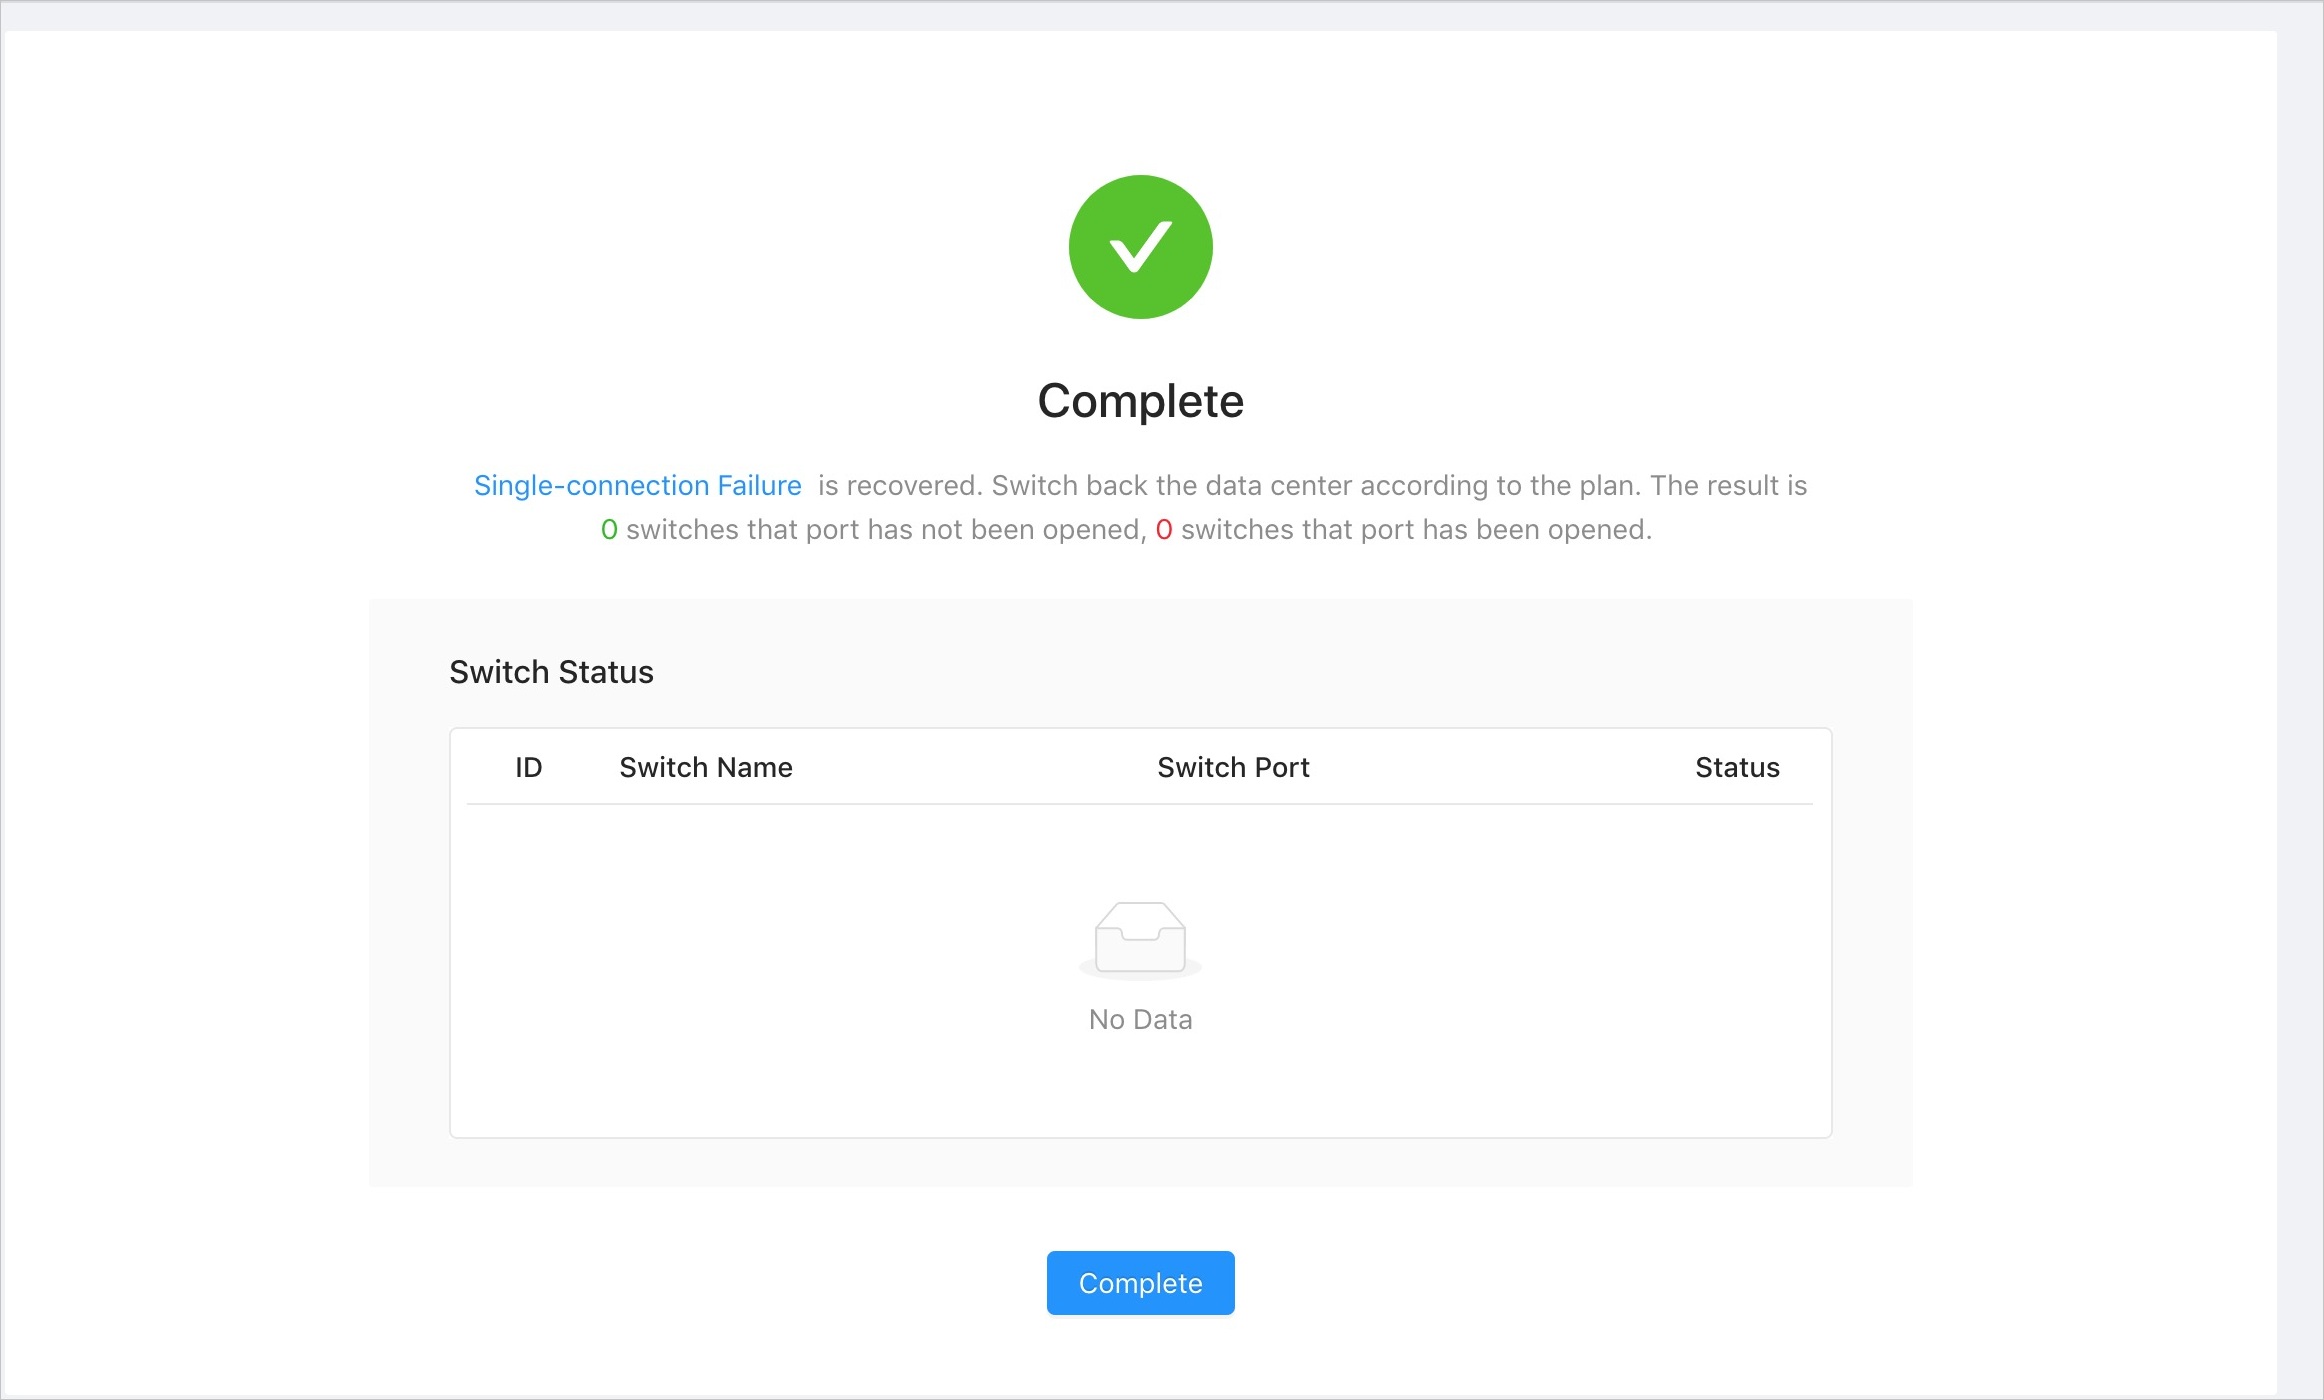 Complete
Single-connection Failure is recovered. Switch back the data center according to the plan. The result is
0 switches that port has not been opened, 0 switches that port has been opened.
Switch Status
ID Switch Name Switch Port Status
No Data
Complete